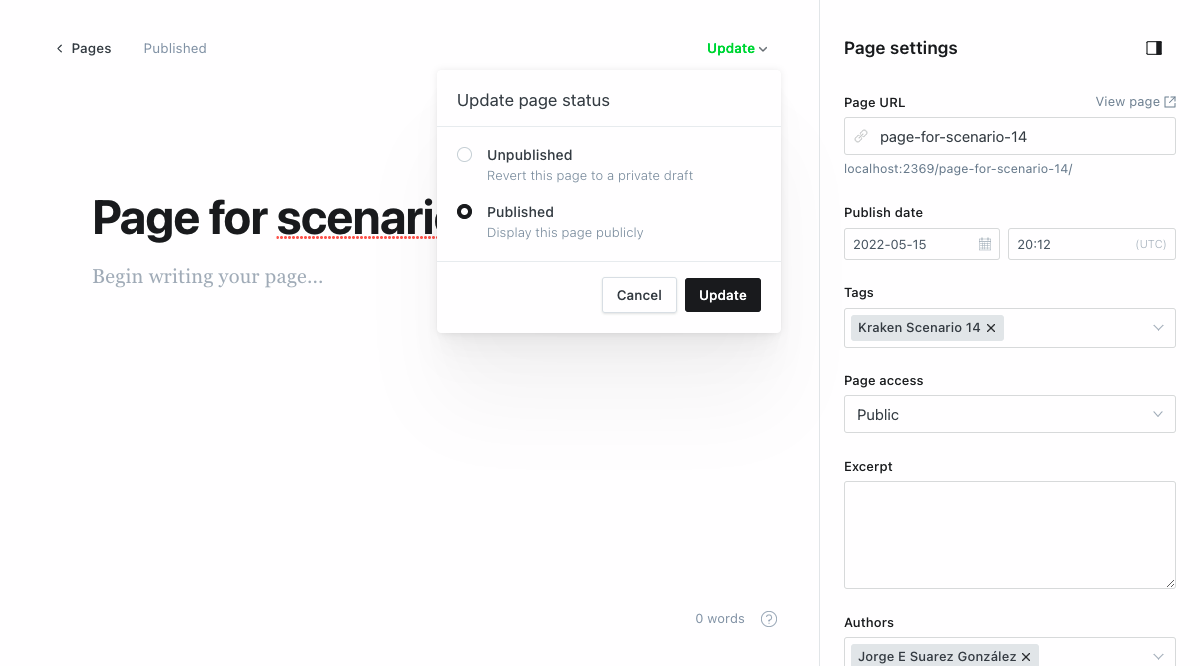 Pages
Published
Update
Update page status
Unpublished
Revert this page to a private draft
Published
Display this page publicly
Cancel
Update
Page for
Begin writing your page...
0 words
?
Page settings
Page URL
View page
page-for-scenario-14
localhost:2369/page-for-scenario-14/
Publish date
2022-05-15
20:12
(UTC)
Tags
Kraken Scenario 14
Page access
Public
Excerpt
Authors
Jorge E Suarez González